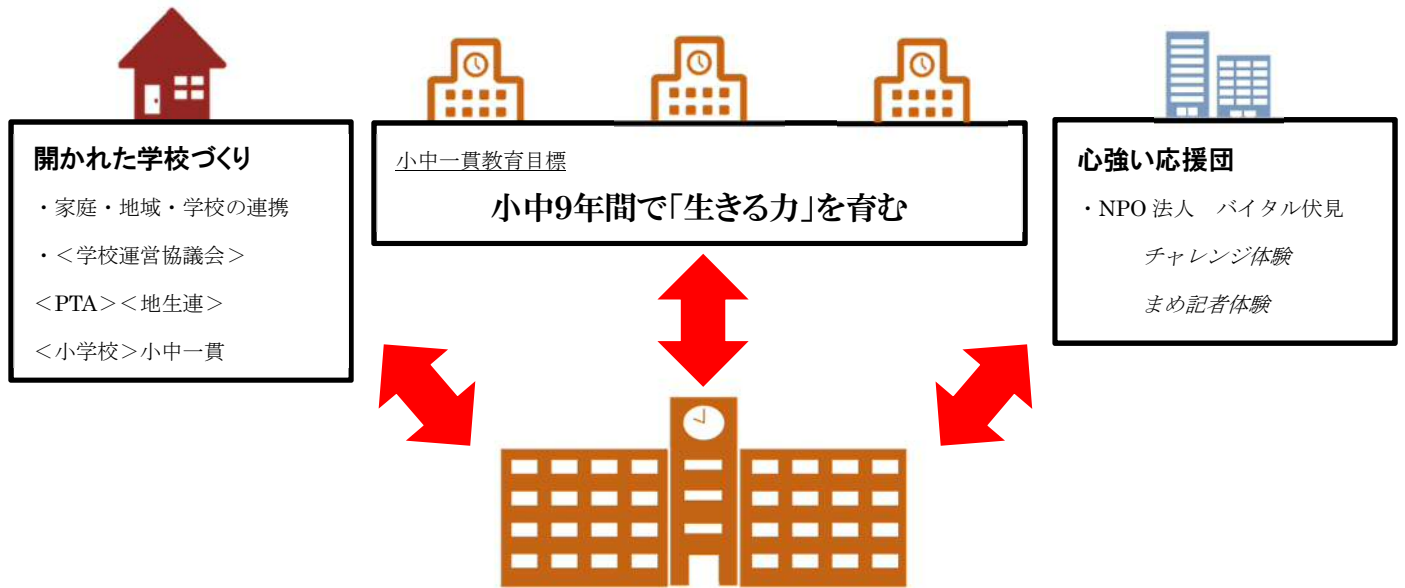 開かれた学校づくり
・家庭・地域・学校の連携
・＜学校運営協議会＞
＜PTA＞＜地生連＞
＜小学校＞小中一貫
小中一貫教育目標
小中9年間で「生きる力」を育む
心強い応援団
・NPO 法人　バイタル伏見
チャレンジ体験
まめ記者体験